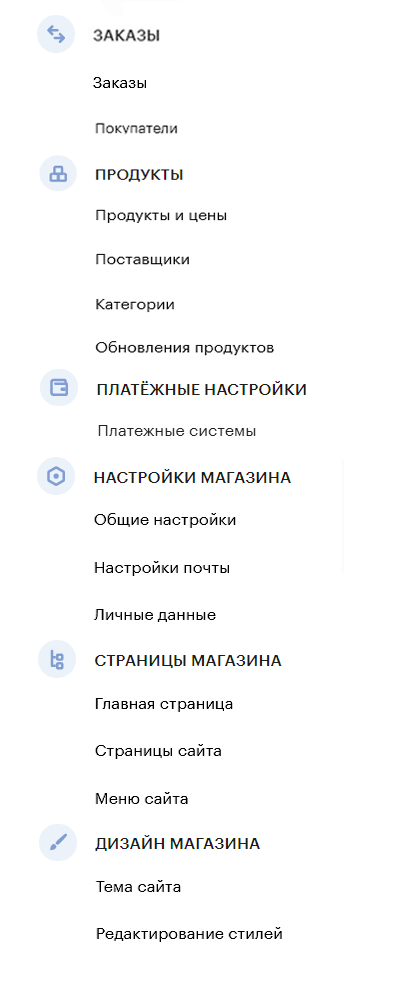 ЗАКАЗЫ
Заказы
Покупатели
ПРОДУКТЫ
Продукты и цены
Поставщики
Категории
Обновления продуктов
ПЛАТЁЖНЫЕ НАСТРОЙКИ
Платежные системы
НАСТРОЙКИ МАГАЗИНА
Общие настройки
Настройки почты
Личные данные
СТРАНИЦЫ МАГАЗИНА
Главная страница
Страницы сайта
Меню сайта
ДИЗАЙН МАГАЗИНА
Тема сайта
Редактирование стилей